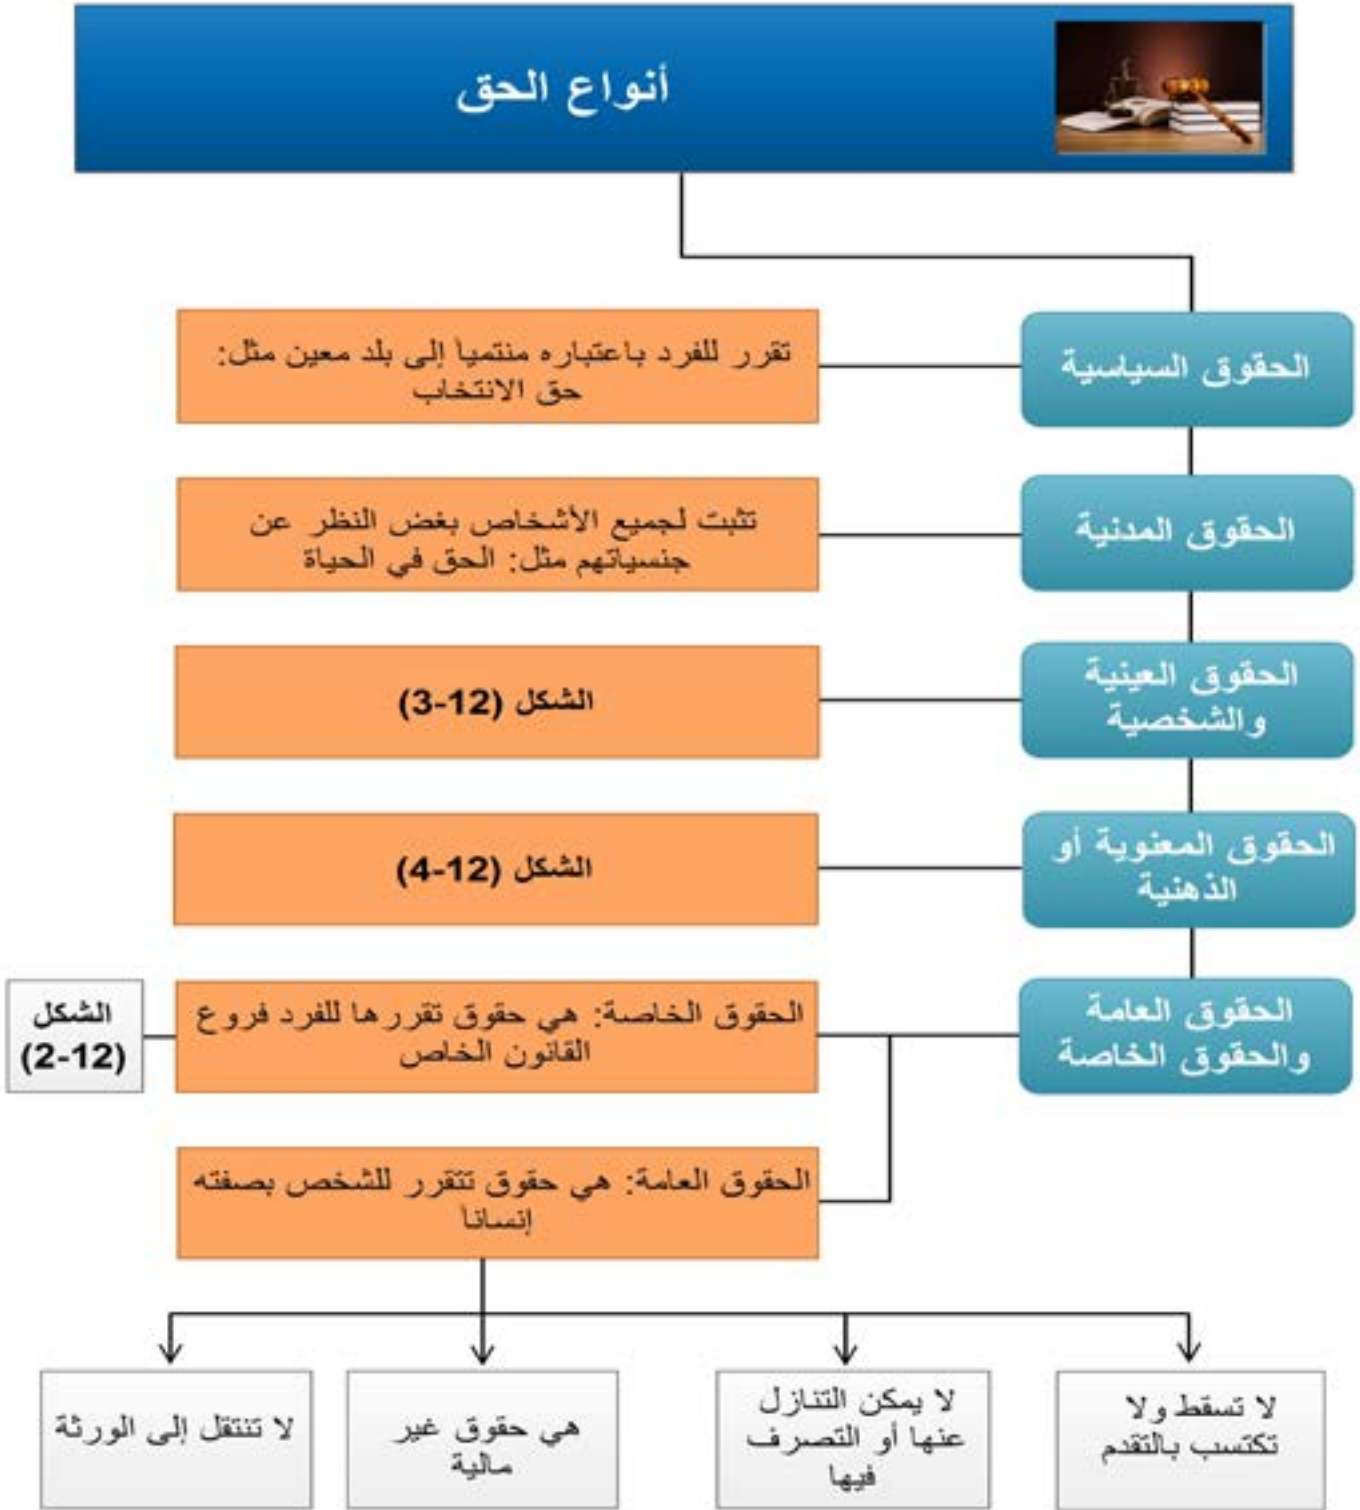 أنواع الحق
الحقوق السياسية
تقرر للفرد باعتباره منتمياً إلى بلد معين مثل:
حق الانتخاب
الحقوق المدنية
تثبت لجميع الأشخاص بغض النظر عن
جنسياتهم مثل: الحق في الحياة
الحقوق العينية
والشخصية
الشكل (12-3)
الحقوق المعنوية أو
الذهنية
الشكل (12-4)
الحقوق العامة
والحقوق الخاصة
الحقوق الخاصة: هي حقوق تقررها للفرد فروع
القانون الخاص
الشكل
(12-2)
الحقوق العامة: هي حقوق تتقرر للشخص بصفته
إنساناً
لا تسقط ولا
تكتسب بالتقدم
لا يمكن التنازل
عنها أو التصرف
فيها
هي حقوق غير
مالية
لا تنتقل إلى الورثة